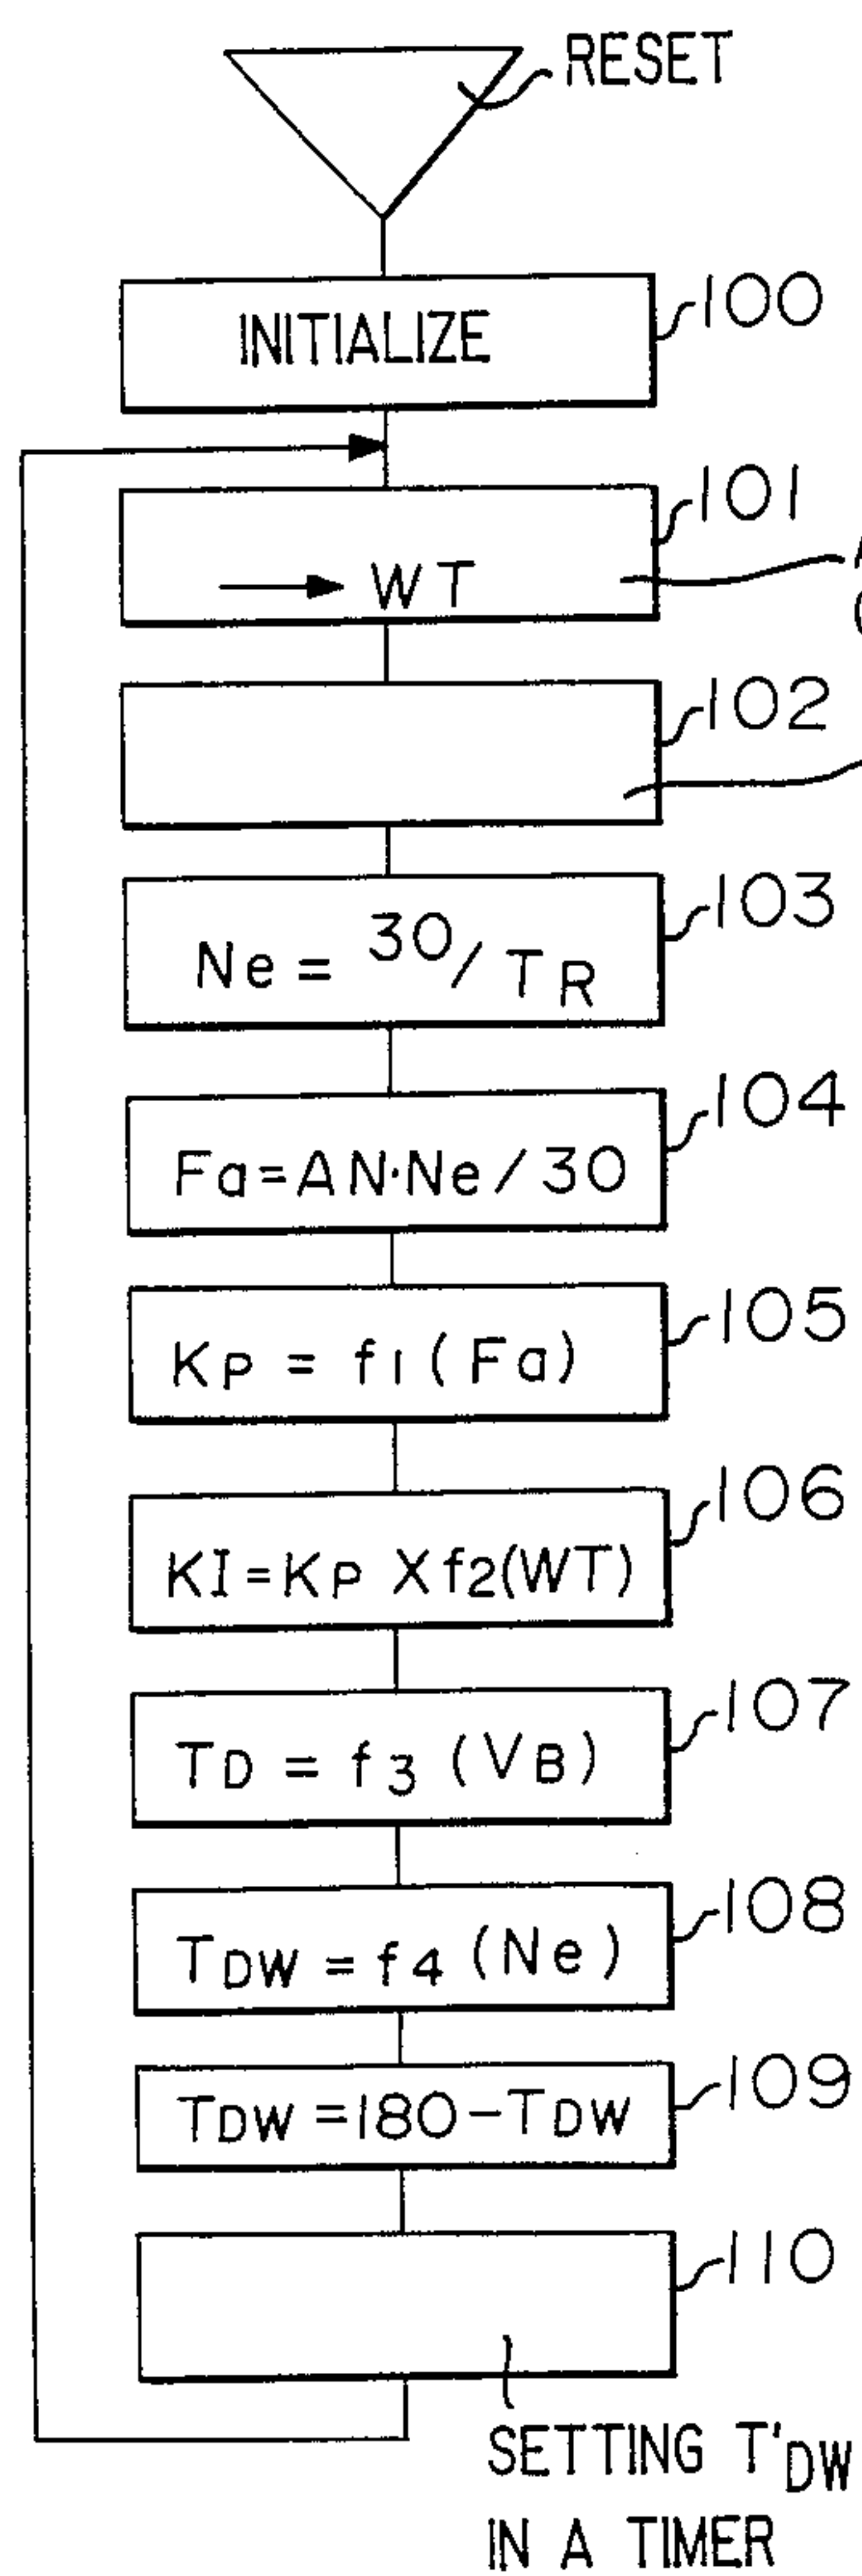 RESET
INITIALIZE
100
101
→ WT
A
(
102
103
Ne = 30/TR
104
Fa=AN·Ne/30
105
KP = f1(Fa)
106
KI=KP Xf2(WT)
107
TD = f3(VB)
108
TDW = f4(Ne)
109
TDW=180-TDW
110
SETTING T'DW
IN A TIMER